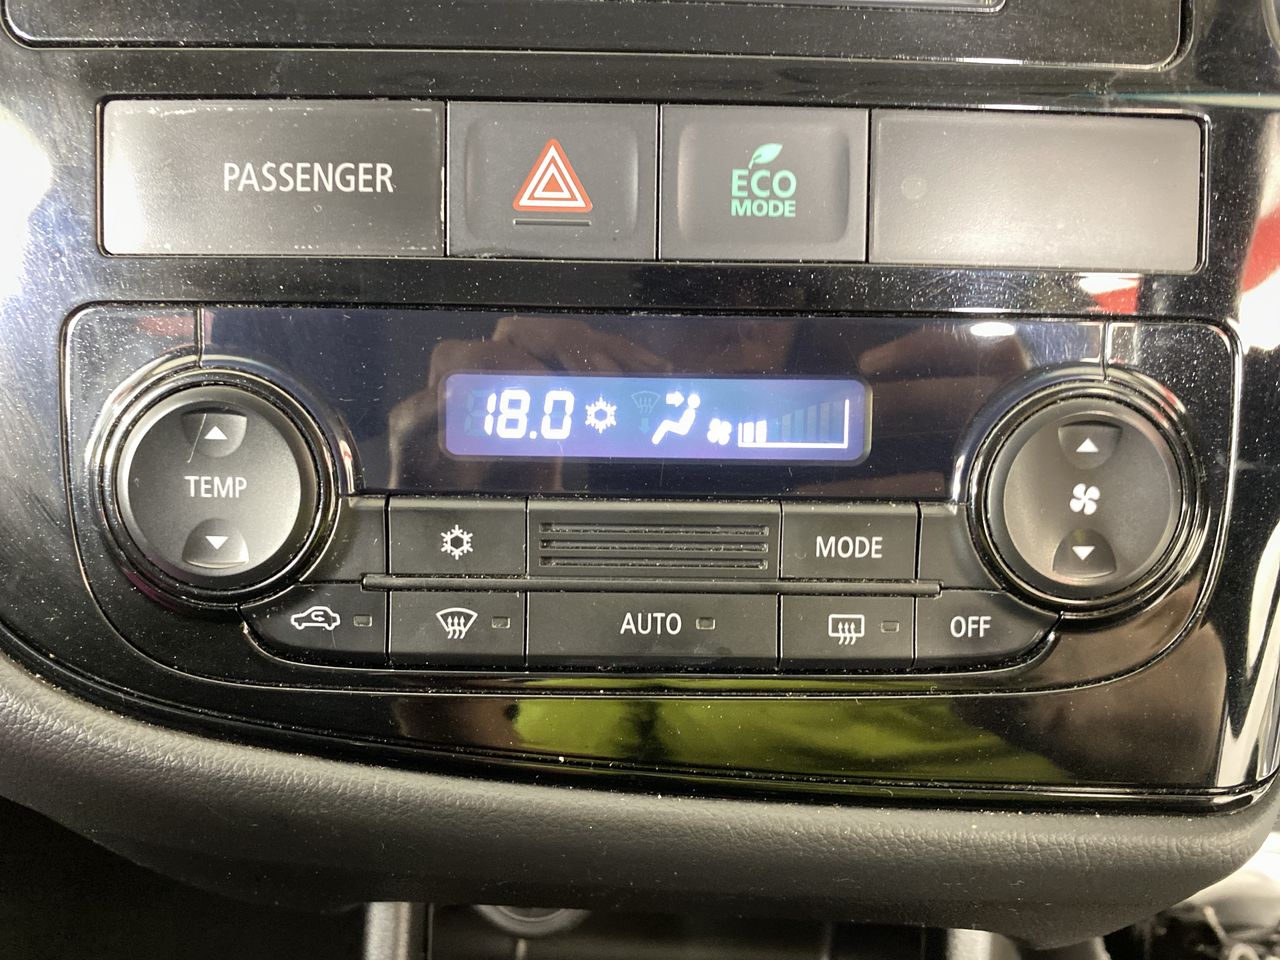 PASSENGER
ECO
MODE
18.0
TEMP
MODE
AUTO
OFF